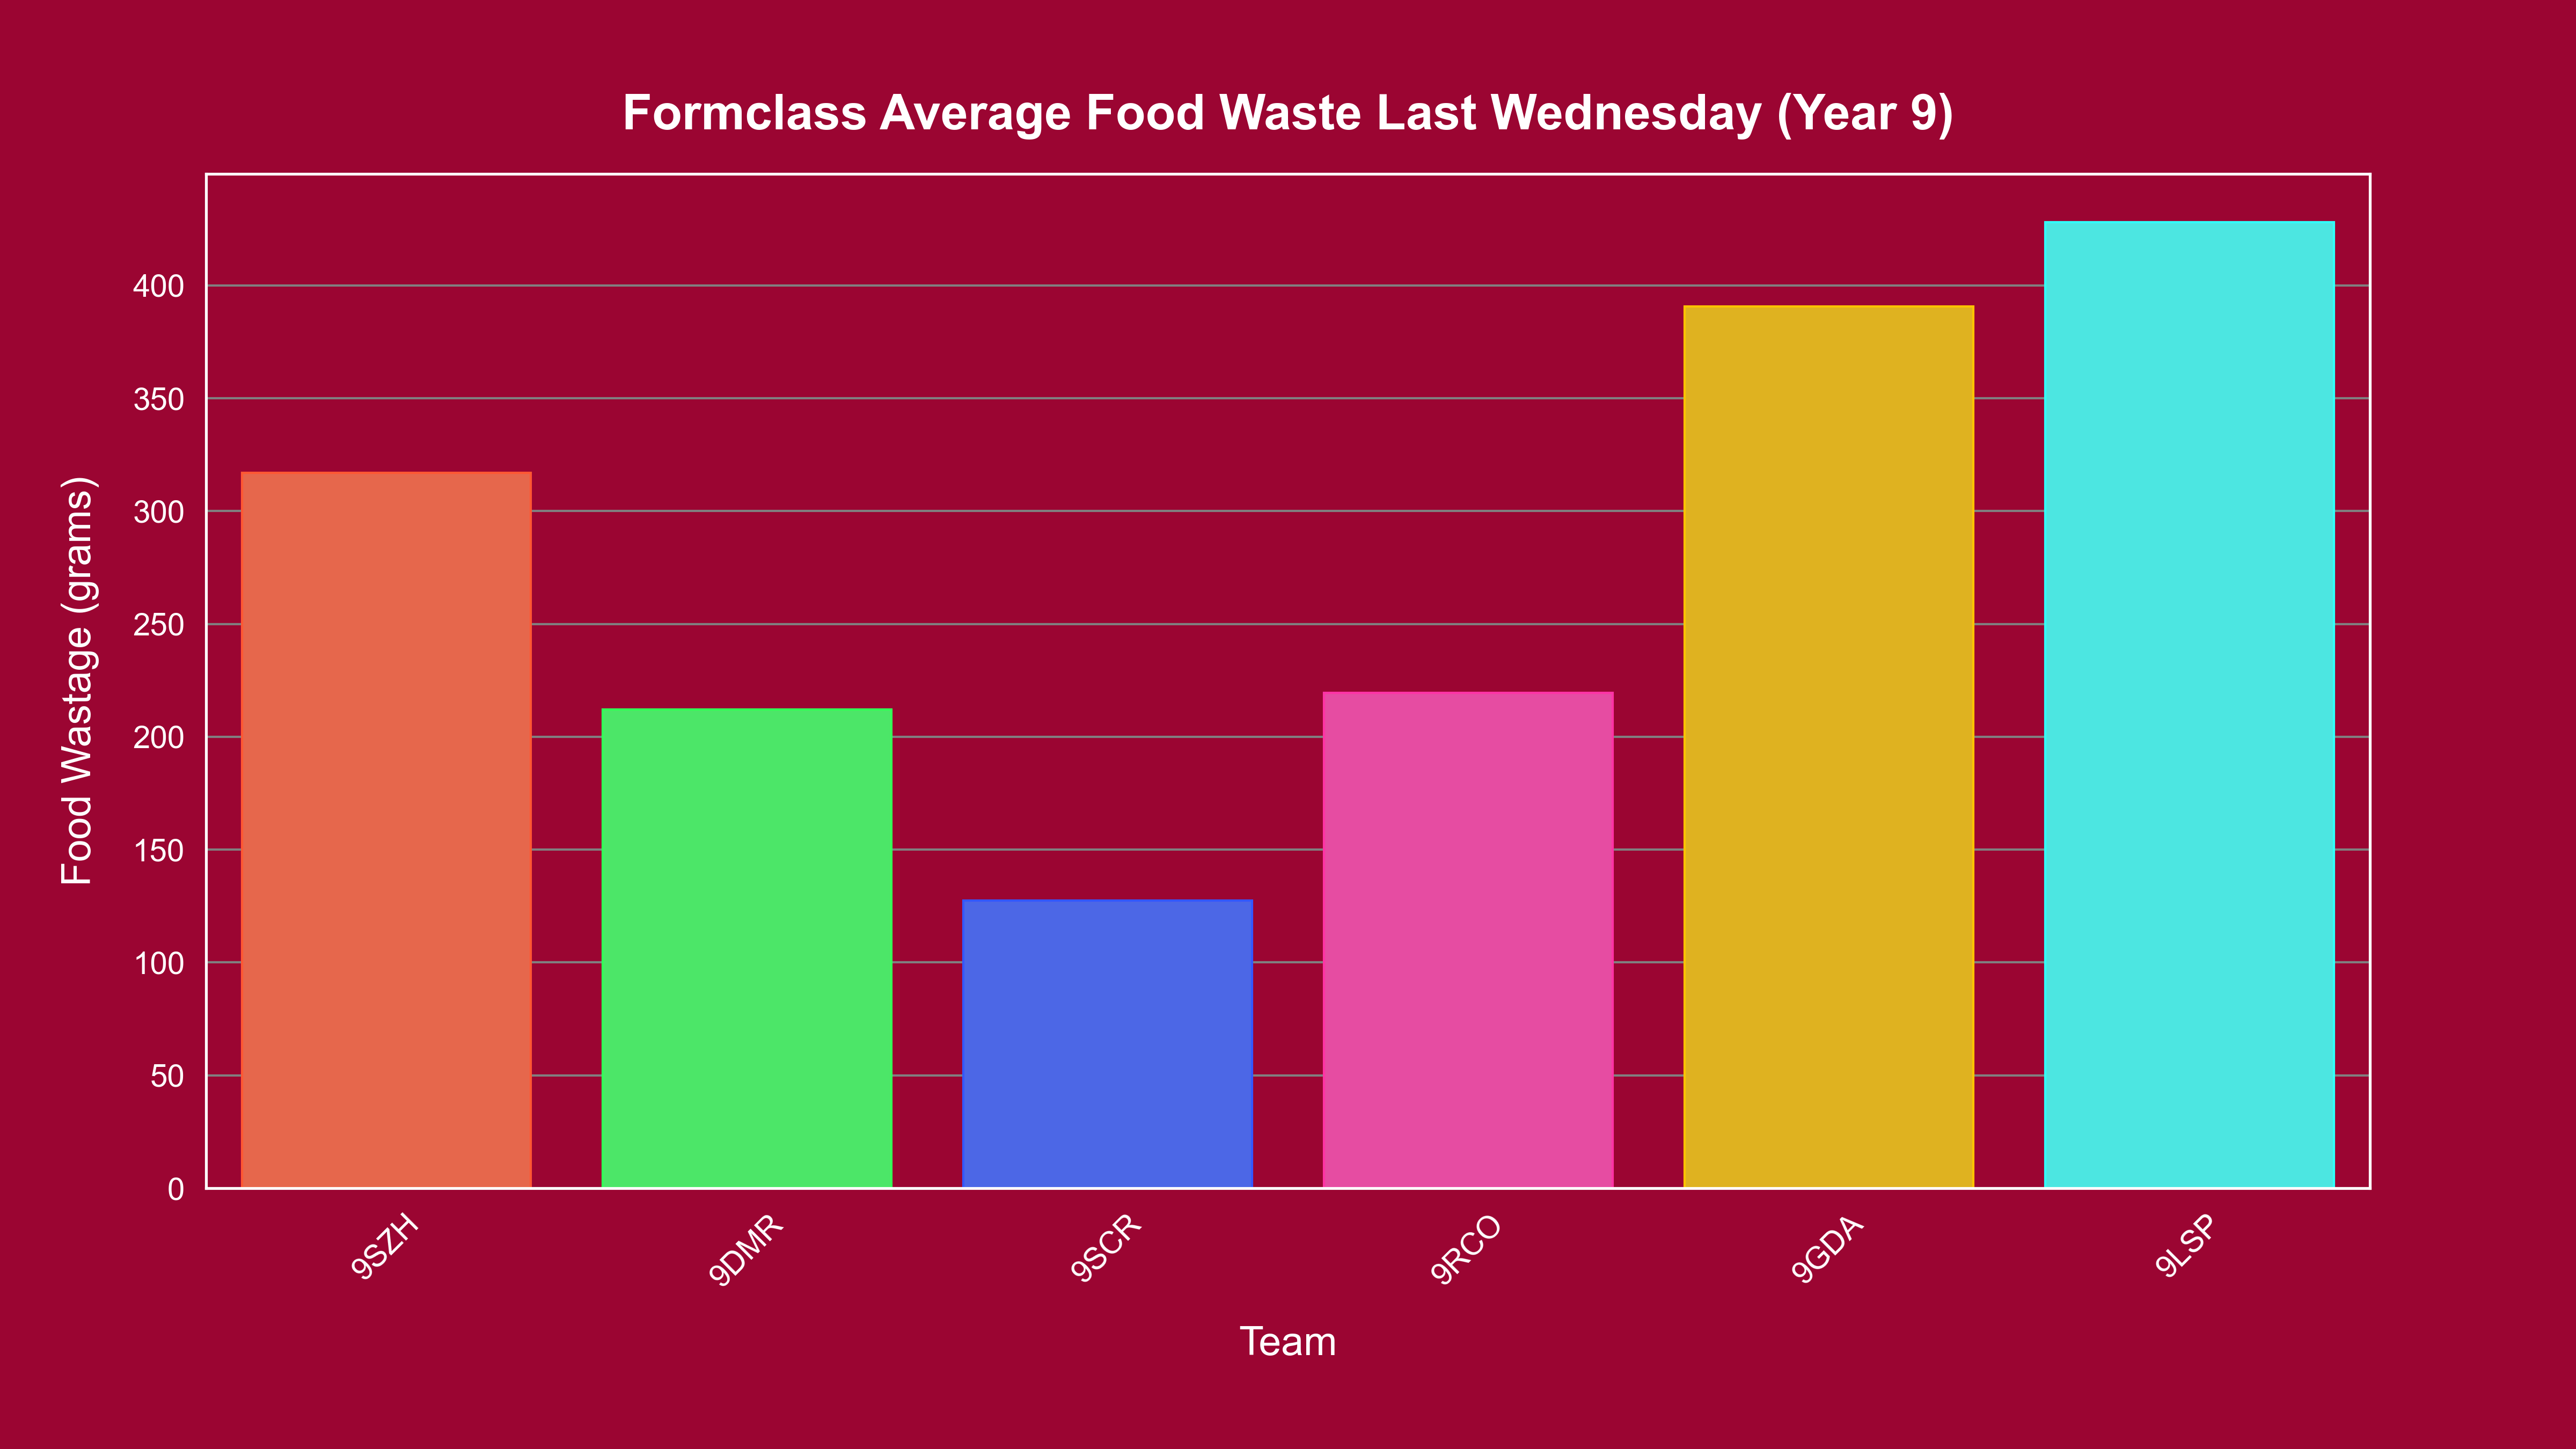 Formclass Average Food Waste Last Wednesday (Year 9)
Food Wastage (grams)
400
350
300
250
200
150
100
50
0
9SZH
9DMR
9SCR
9RCO
9GDA
9LSP
Team